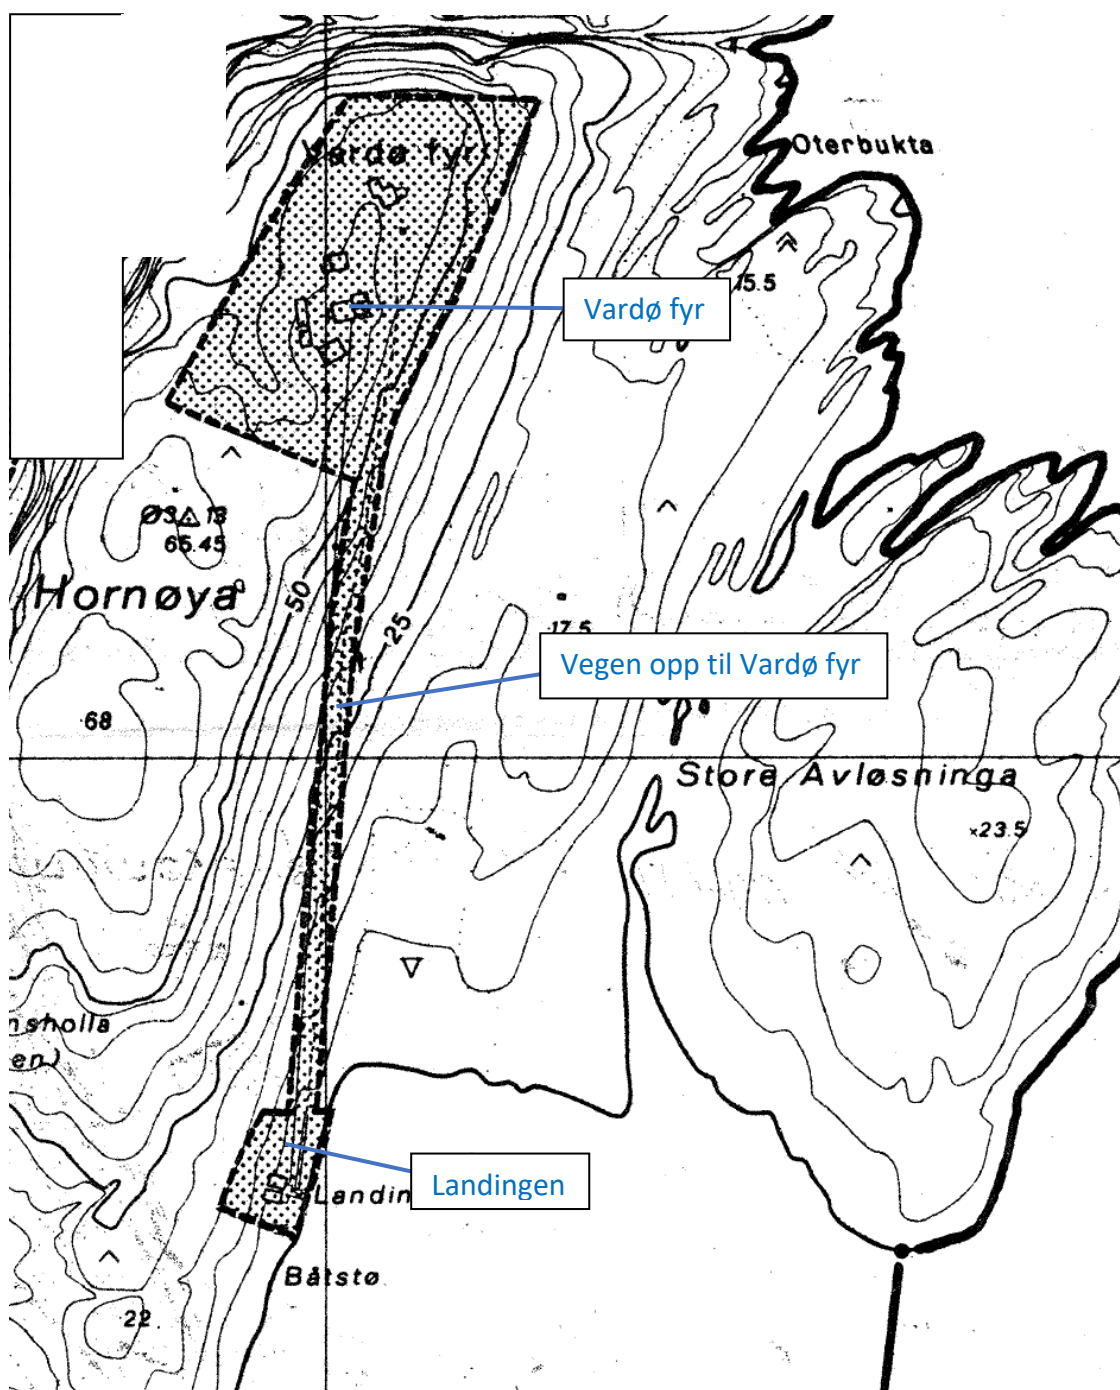 Oterbukta
Vardø fyr
15.5
Vardø fyr
Ø3 13
65.45
Hornøya
50
25
17.5
Vegen opp til Vardø fyr
68
Store Avløsninga
×23.5
nsholla
en)
Landingen
Landin
Båtstø
22